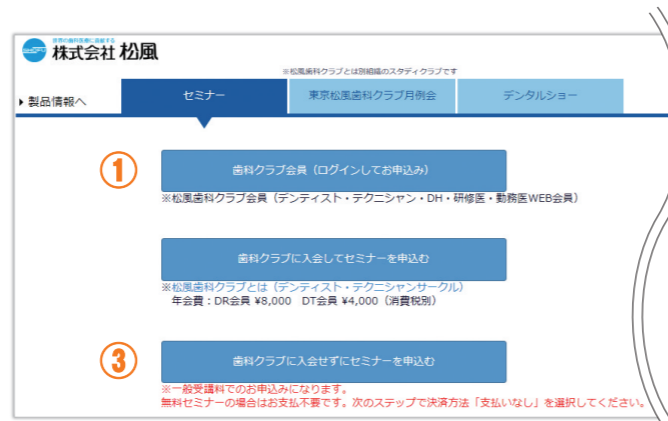 世界の歯科医療に貢献する
株式会社 松風
※松風歯科クラブとは別組織のスタディクラブです
▶製品情報へ
セミナー
東京松風歯科クラブ月例会
デンタルショー
① 歯科クラブ会員（ログインしてお申込み）
※松風歯科クラブ会員（デンティスト・テクニシャン・DH・研修医・勤務医WEB会員）
歯科クラブに入会してセミナーを申込む
※松風歯科クラブとは（デンティスト・テクニシャンサークル）
年会費：DR会員 ¥8,000　DT会員 ¥4,000（消費税別）
③ 歯科クラブに入会せずにセミナーを申込む
※一般受講料でのお申込みになります。
無料セミナーの場合はお支払不要です。次のステップで決済方法「支払いなし」を選択してください。